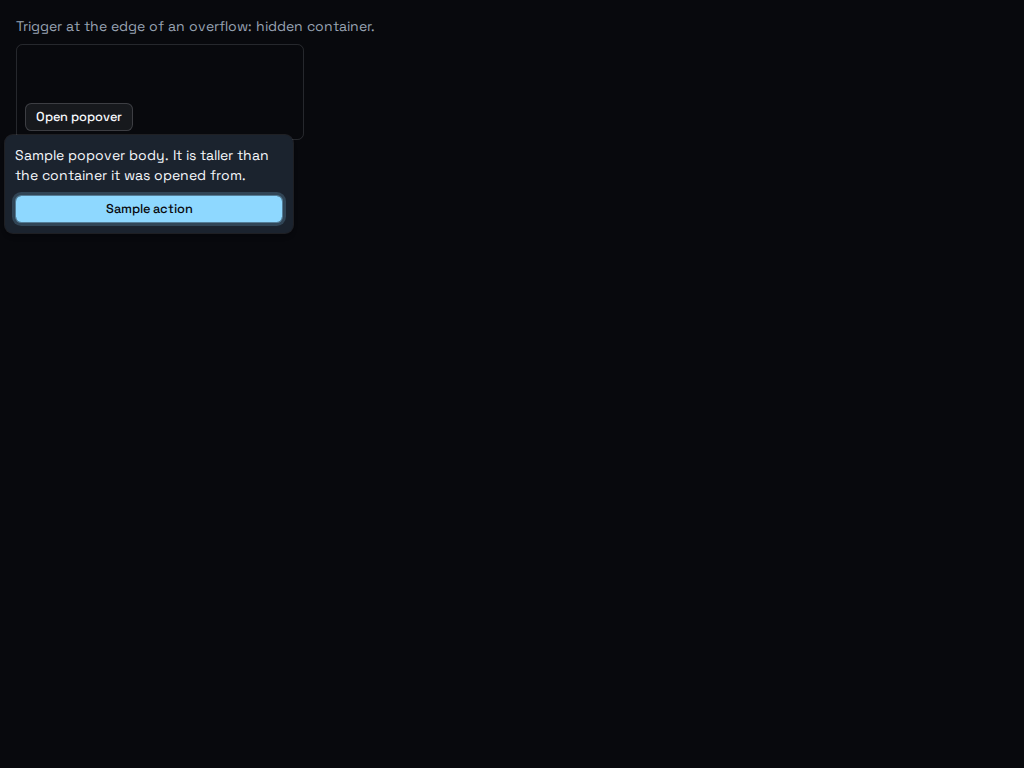 Trigger at the edge of an overflow: hidden container.
Open popover
Sample popover body. It is taller than
the container it was opened from.
Sample action